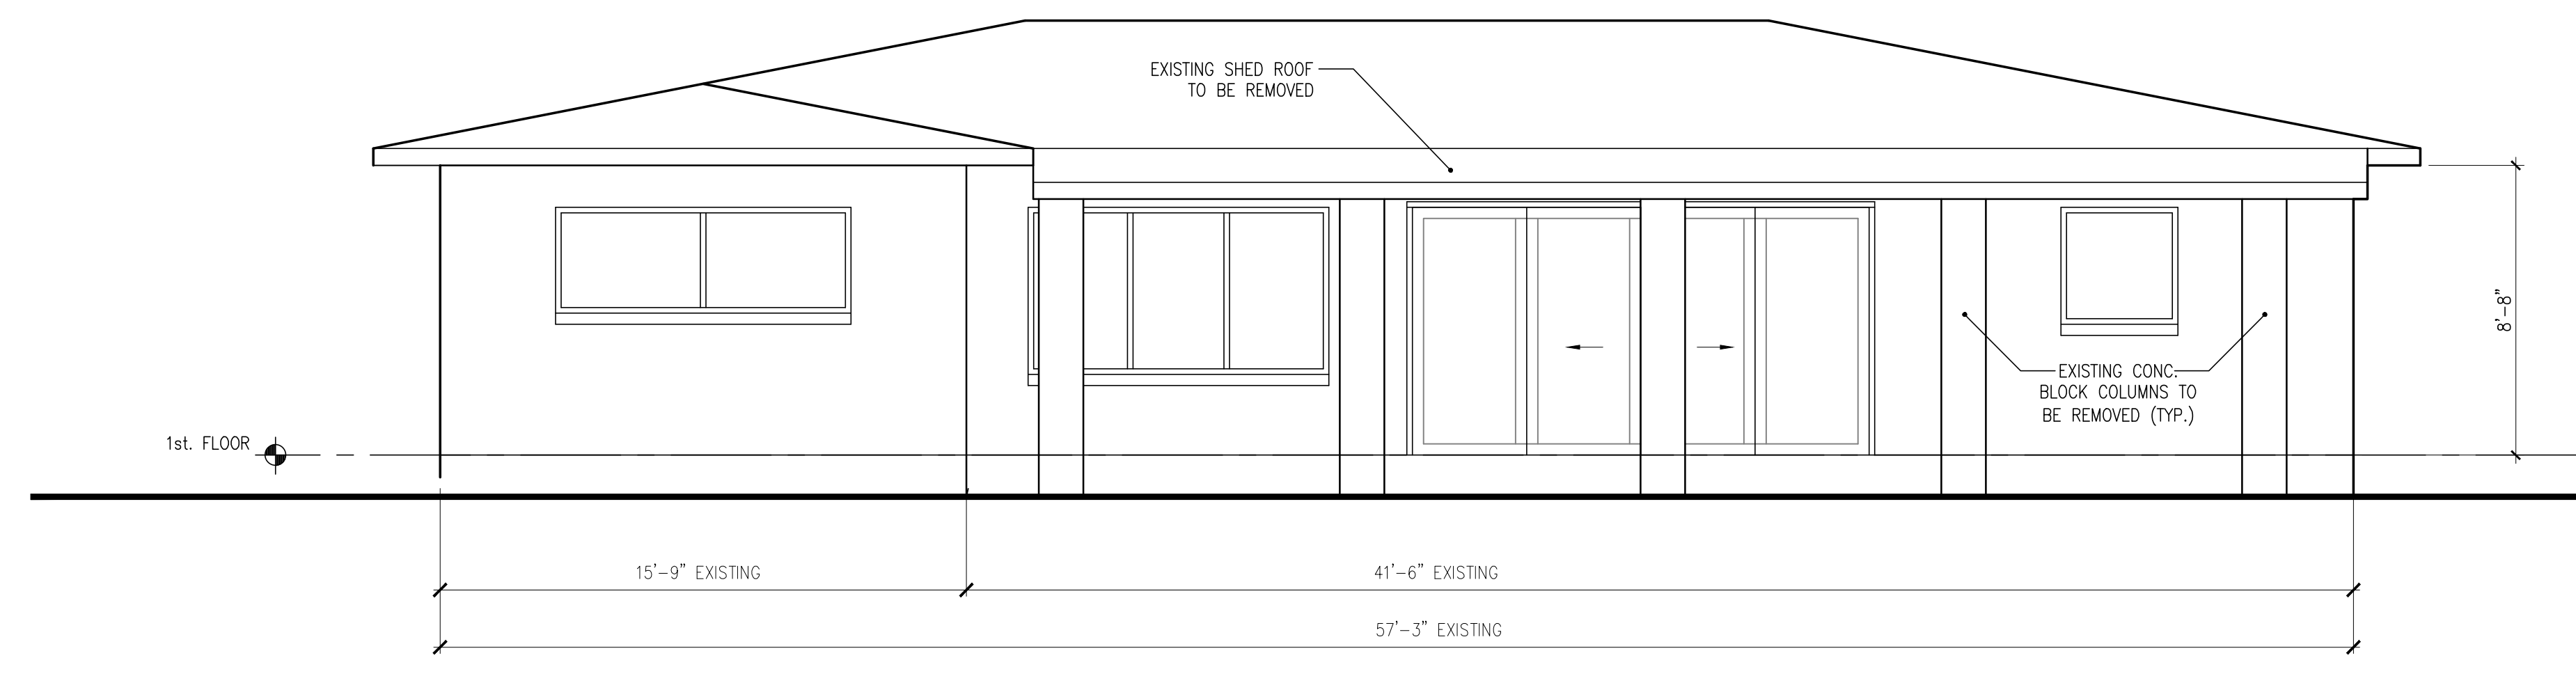 EXISTING SHED ROOF
TO BE REMOVED
8'-8"
EXISTING CONC.
BLOCK COLUMNS TO
BE REMOVED (TYP.)
1st. FLOOR
15'-9" EXISTING
41'-6" EXISTING
57'-3" EXISTING